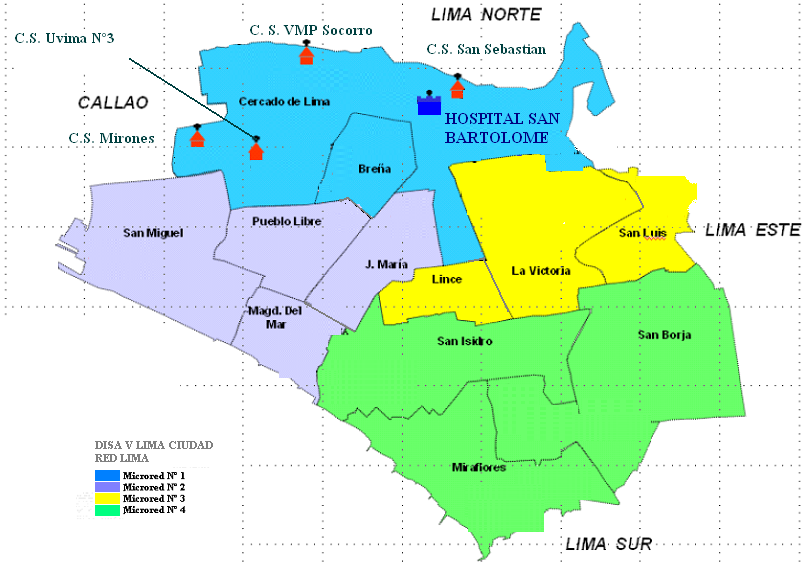 LIMA NORTE
C. S. VMP Socorro
C.S. Uvima N°3
C.S. San Sebastian
CALLAO
Cercado de Lima
HOSPITAL SAN
BARTOLOME
C.S. Mirones
Breña
San Miguel
Pueblo Libre
San Luis
LIMA ESTE
J. María
La Victoria
Lince
Magd. Del
Mar
San Isidro
San Borja
DISA V LIMA CIUDAD
RED LIMA
Microred N° 1
Microred N° 2
Microred N° 3
Microred N° 4
Miraflores
LIMA SUR